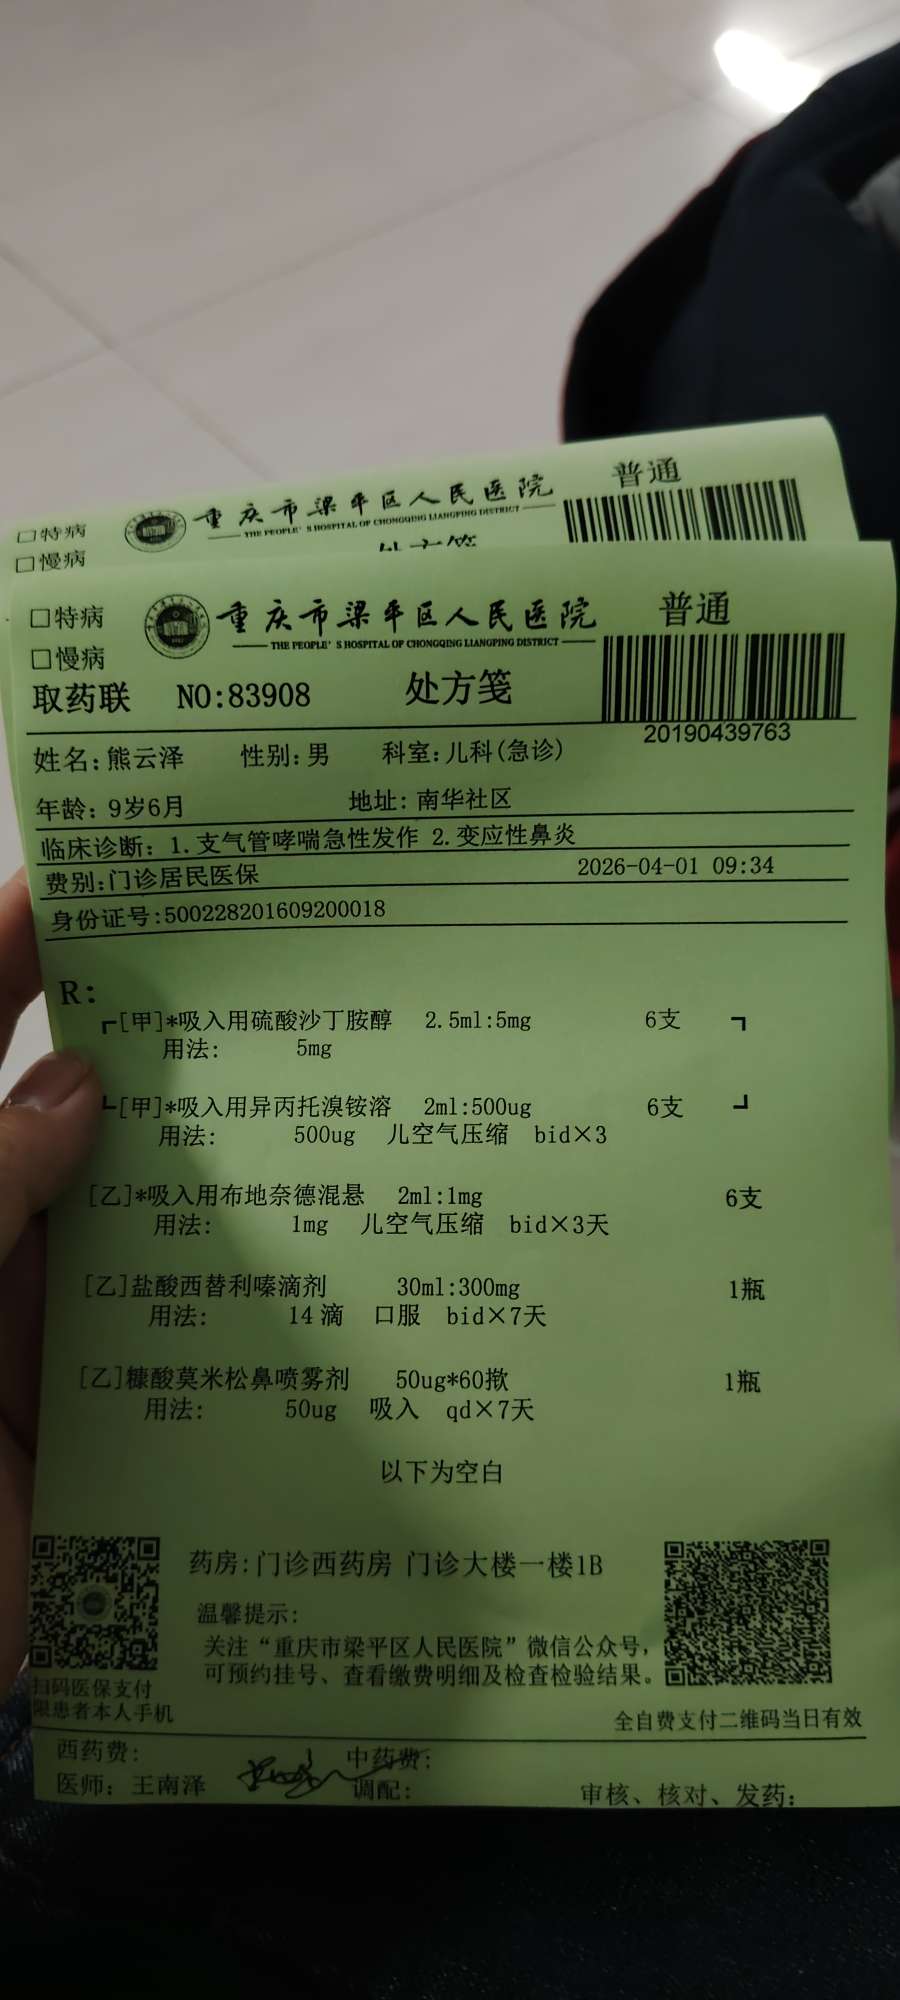 普通
□特病
重庆市梁平区人民医院
THE PEOPLE'S HOSPITAL OF CHONGQING LIANGPING DISTRICT
□慢病
□特病
重庆市梁平区人民医院
普通
THE PEOPLE'S HOSPITAL OF CHONGQING LIANGPING DISTRICT
□慢病
取药联 NO:83908 处方笺
20190439763
姓名:熊云泽 性别:男 科室:儿科(急诊)
年龄: 9岁6月 地址: 南华社区
临床诊断: 1.支气管哮喘急性发作 2.变应性鼻炎
费别:门诊居民医保 2026-04-01 09:34
身份证号:500228201609200018
R:
┏[甲]*吸入用硫酸沙丁胺醇 2.5ml:5mg 6支 ┓
用法: 5mg
┗[甲]*吸入用异丙托溴铵溶 2ml:500ug 6支 ┛
用法: 500ug 儿空气压缩 bid×3
[乙]*吸入用布地奈德混悬 2ml:1mg 6支
用法: 1mg 儿空气压缩 bid×3天
[乙]盐酸西替利嗪滴剂 30ml:300mg 1瓶
用法: 14滴 口服 bid×7天
[乙]糠酸莫米松鼻喷雾剂 50ug*60揿 1瓶
用法: 50ug 吸入 qd×7天
以下为空白
药房:门诊西药房 门诊大楼一楼1B
温馨提示:
关注“重庆市梁平区人民医院”微信公众号,
可预约挂号、查看缴费明细及检查检验结果。
扫码医保支付
限患者本人手机
全自费支付二维码当日有效
西药费: 中药费:
医师: 王南泽 调配: 审核、核对、发药: